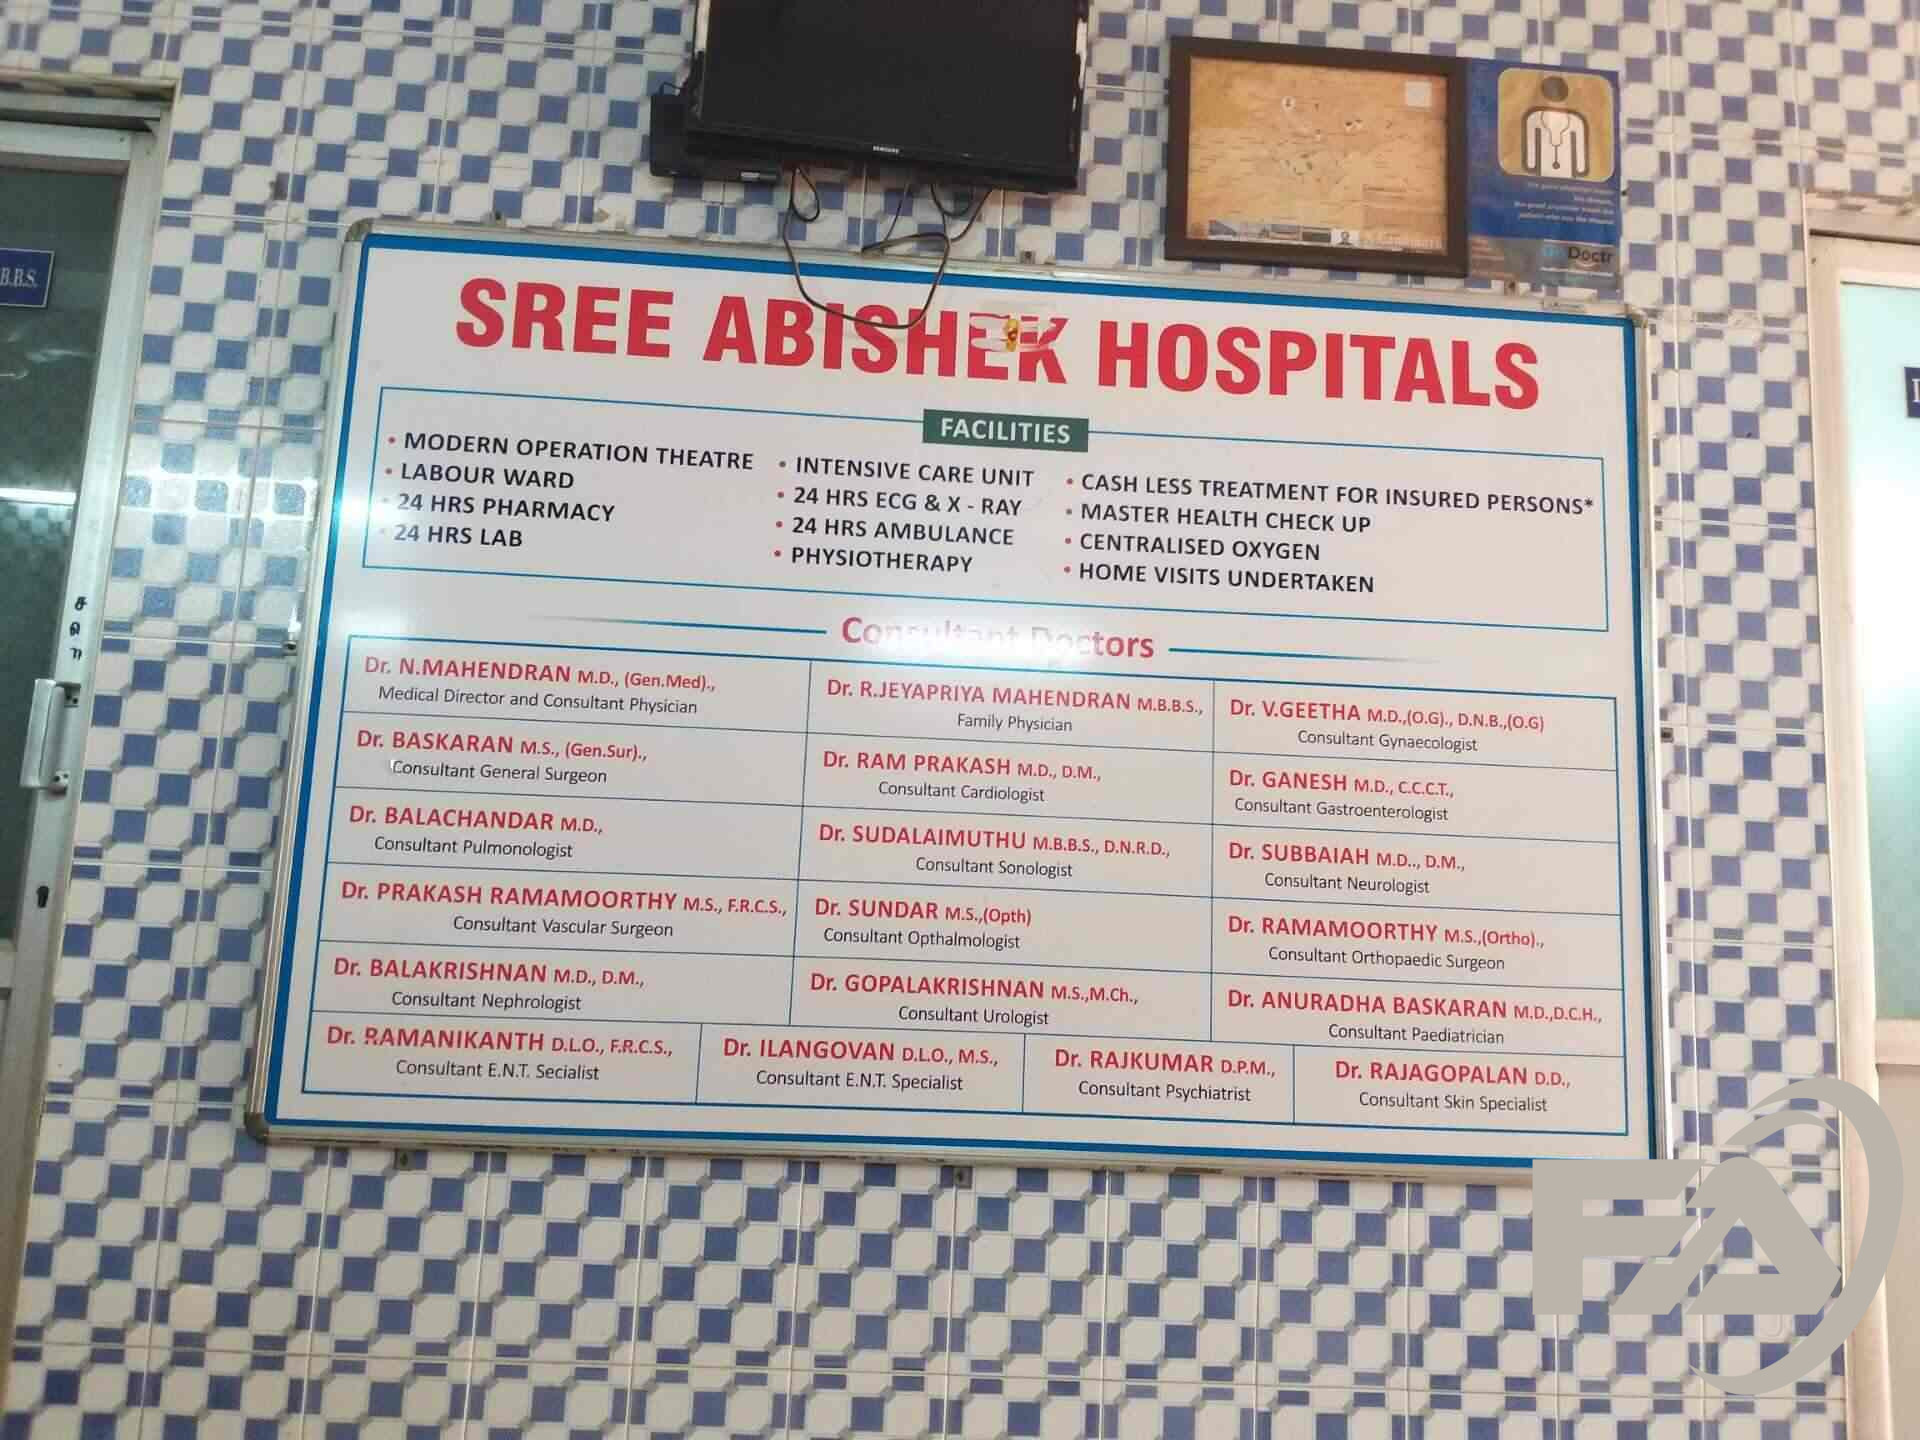 SAMSUNG
B.B.S.
Doctr
SREE ABISHEK HOSPITALS
FACILITIES
• MODERN OPERATION THEATRE
• LABOUR WARD
• 24 HRS PHARMACY
• 24 HRS LAB
• INTENSIVE CARE UNIT
• 24 HRS ECG & X - RAY
• 24 HRS AMBULANCE
• PHYSIOTHERAPY
• CASH LESS TREATMENT FOR INSURED PERSONS*
• MASTER HEALTH CHECK UP
• CENTRALISED OXYGEN
• HOME VISITS UNDERTAKEN
Consultant Doctors
Dr. N.MAHENDRAN M.D., (Gen.Med).,
Medical Director and Consultant Physician
Dr. R.JEYAPRIYA MAHENDRAN M.B.B.S.,
Family Physician
Dr. V.GEETHA M.D.,(O.G)., D.N.B.,(O.G)
Consultant Gynaecologist
Dr. BASKARAN M.S., (Gen.Sur).,
Consultant General Surgeon
Dr. RAM PRAKASH M.D., D.M.,
Consultant Cardiologist
Dr. GANESH M.D., C.C.C.T.,
Consultant Gastroenterologist
Dr. BALACHANDAR M.D.,
Consultant Pulmonologist
Dr. SUDALAIMUTHU M.B.B.S., D.N.R.D.,
Consultant Sonologist
Dr. SUBBAIAH M.D.., D.M.,
Consultant Neurologist
Dr. PRAKASH RAMAMOORTHY M.S., F.R.C.S.,
Consultant Vascular Surgeon
Dr. SUNDAR M.S.,(Opth)
Consultant Opthalmologist
Dr. RAMAMOORTHY M.S.,(Ortho).,
Consultant Orthopaedic Surgeon
Dr. BALAKRISHNAN M.D., D.M.,
Consultant Nephrologist
Dr. GOPALAKRISHNAN M.S.,M.Ch.,
Consultant Urologist
Dr. ANURADHA BASKARAN M.D.,D.C.H.,
Consultant Paediatrician
Dr. RAMANIKANTH D.L.O., F.R.C.S.,
Consultant E.N.T. Secialist
Dr. ILANGOVAN D.L.O., M.S.,
Consultant E.N.T. Specialist
Dr. RAJKUMAR D.P.M.,
Consultant Psychiatrist
Dr. RAJAGOPALAN D.D.,
Consultant Skin Specialist
FA